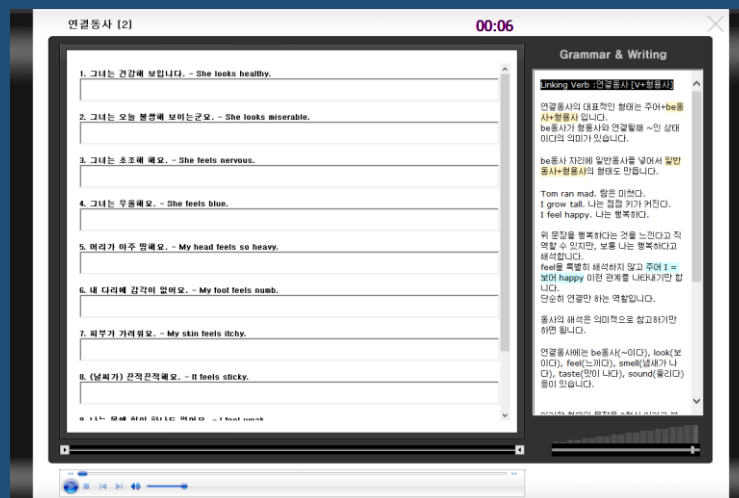 연결동사 [2]
00:06
1. 그녀는 건강해 보입니다. - She looks healthy.
2. 그녀는 오늘 불쌍해 보이는군요. - She looks miserable.
3. 그녀는 초조해 해요. - She feels nervous.
4. 그녀는 우울해요. - She feels blue.
5. 머리가 아주 띵해요. - My head feels so heavy.
6. 내 다리에 감각이 없어요. - My foot feels numb.
7. 피부가 가려워요. - My skin feels itchy.
8. (날씨가) 끈적끈적해요. - It feels sticky.
Grammar & Writing
Linking Verb :연결동사 [V+형용사]
연결동사의 대표적인 형태는 주어+be동
사+형용사 입니다.
be동사가 형용사와 연결될때 ~인 상태
이다의 의미가 있습니다.
be동사 자리에 일반동사를 넣어서 일반
동사+형용사의 형태도 만듭니다.
Tom ran mad. 탐은 미쳤다.
I grow tall. 나는 점점 키가 커진다.
I feel happy. 나는 행복하다.
위 문장을 행복하다는 것을 느낀다고 직
역할 수 있지만, 보통 나는 행복하다고
해석합니다.
feel을 특별히 해석하지 않고 주어 I =
보어 happy 이런 관계를 나타내기만 합
니다.
단순히 연결만 하는 역할입니다.
동사의 해석은 의미적으로 참고하기만
하면 됩니다.
연결동사에는 be동사(~이다), look(보
이다), feel(느끼다), smell(냄새가 나
다), taste(맛이 나다), sound(들리다)
등이 있습니다.